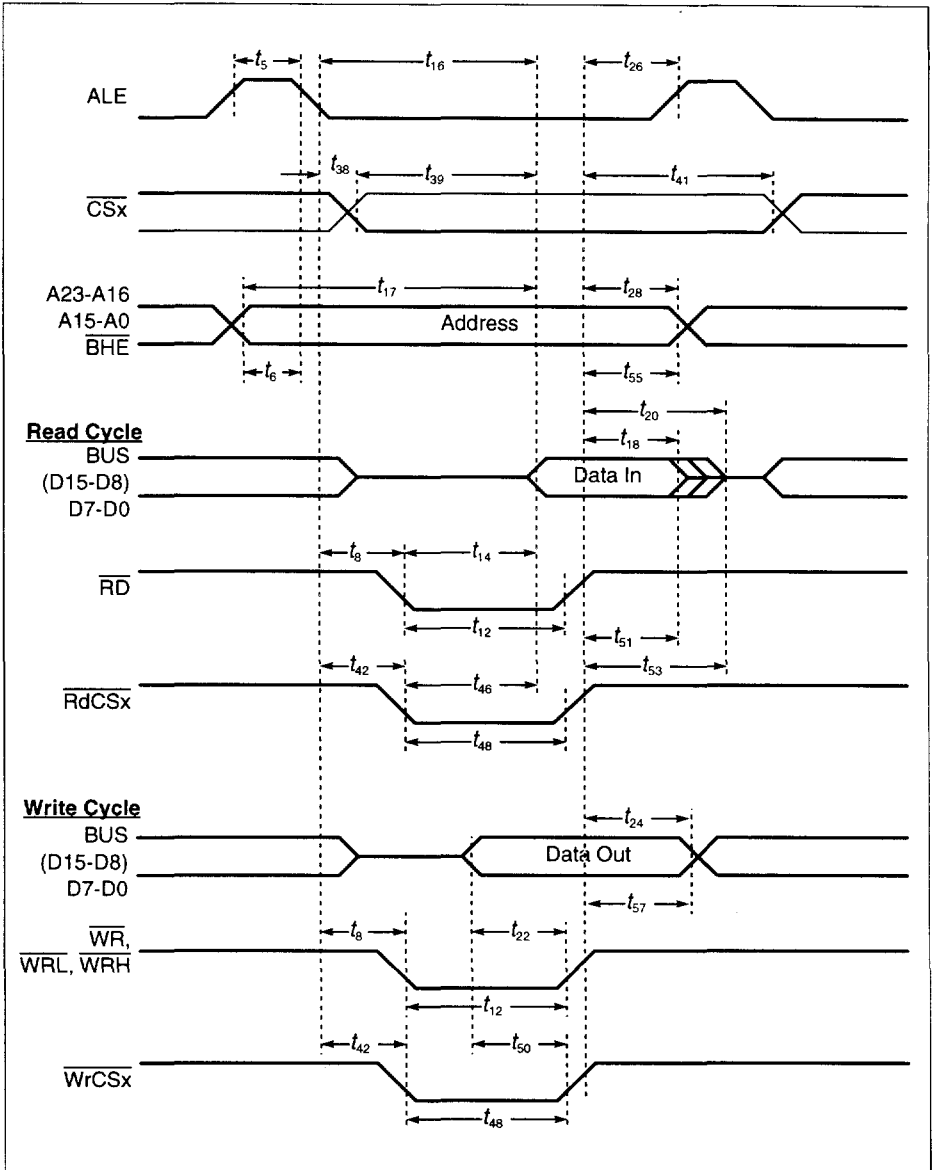 t5
t16
t26
ALE
t38
t39
t41
CSx
t17
t28
A23-A16
A15-A0
BHE
Address
t6
t55
t20
Read Cycle
t18
BUS
(D15-D8)
D7-D0
Data In
t8
t14
RD
t12
t51
t42
t46
t53
RdCSx
t48
Write Cycle
t24
BUS
(D15-D8)
D7-D0
Data Out
t57
t8
t22
WR,
WRL, WRH
t12
t42
t50
WrCSx
t48